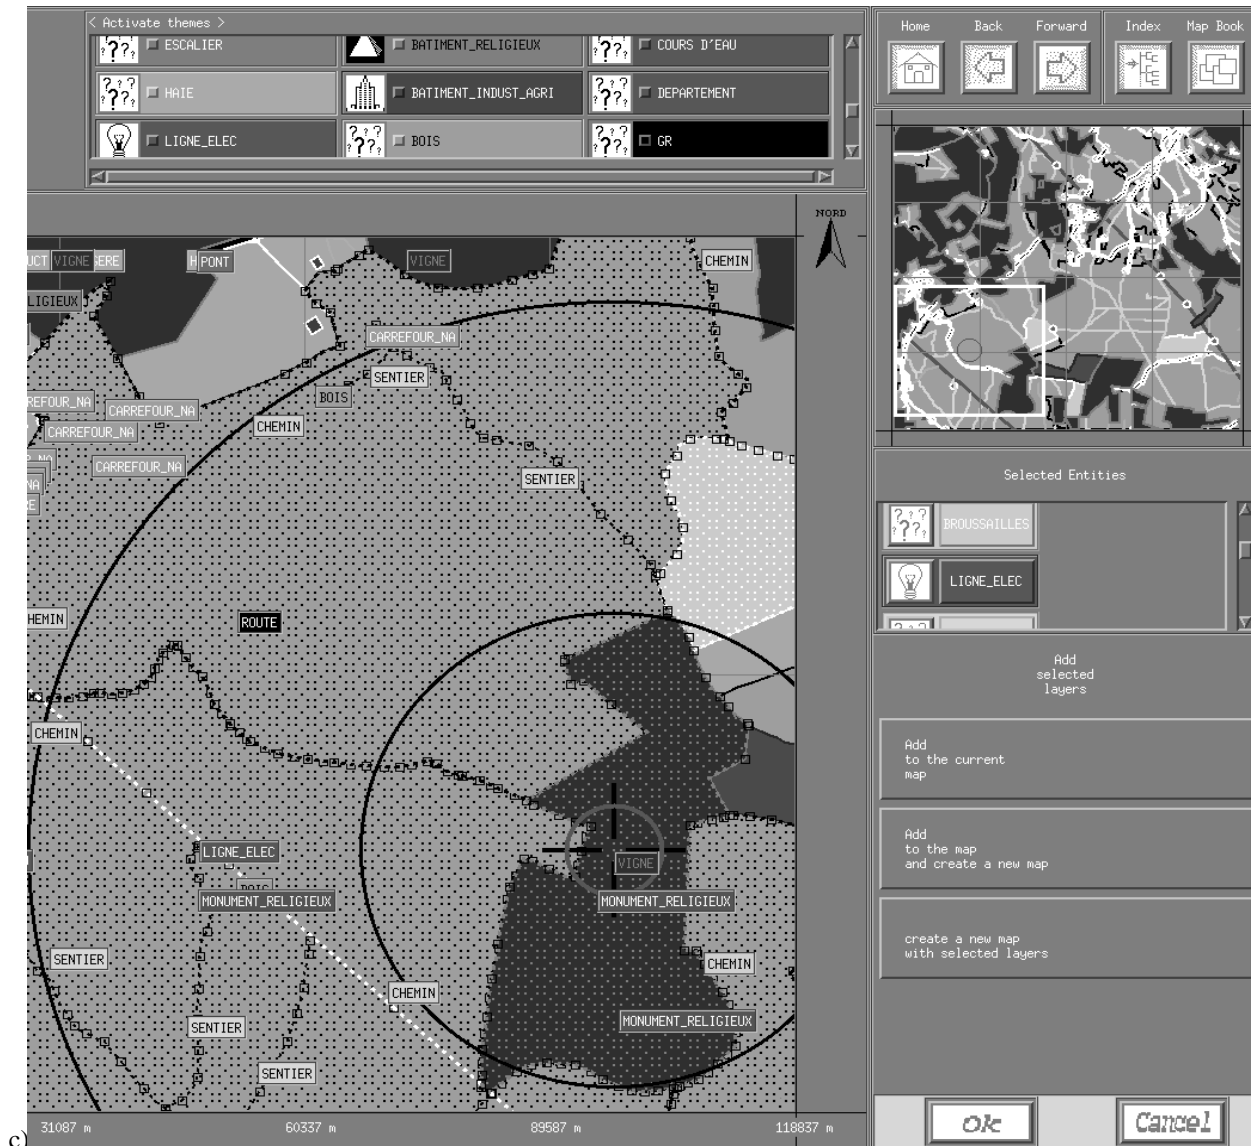 < Activate themes >
ESCALIER
BATIMENT_RELIGIEUX
COURS D'EAU
HAIE
BATIMENT_INDUST_AGRI
DEPARTEMENT
LIGNE_ELEC
BOIS
GR
Home
Back
Forward
Index
Map Book
NORD
VIGNE
PONT
VIGNE
CHEMIN
CARREFOUR_NA
SENTIER
BOIS
CARREFOUR_NA
CHEMIN
CARREFOUR_NA
CARREFOUR_NA
SENTIER
ROUTE
CHEMIN
LIGNE_ELEC
VIGNE
MONUMENT_RELIGIEUX
MONUMENT_RELIGIEUX
SENTIER
CHEMIN
CHEMIN
SENTIER
MONUMENT_RELIGIEUX
SENTIER
31087 m
60337 m
89587 m
118837 m
Selected Entities
BROUSSAILLES
LIGNE_ELEC
Add
selected
layers
Add
to the current
map
Add
to the map
and create a new map
create a new map
with selected layers
Ok
Cancel
c)